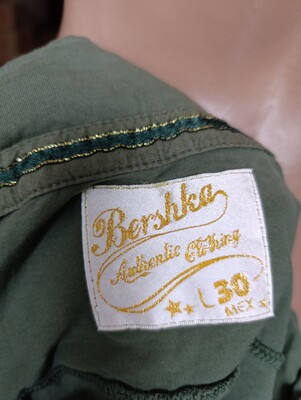 Bershka
Authentic Clothing
L 30
MEX